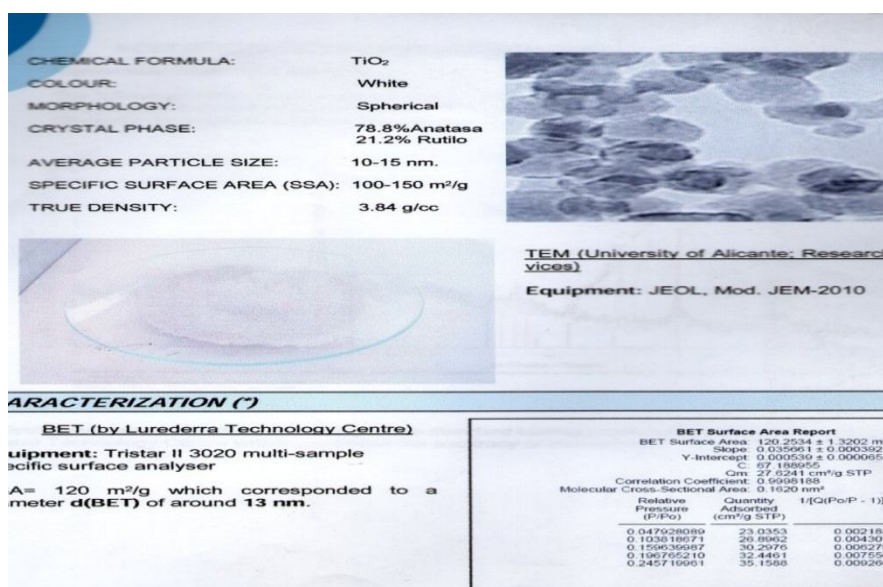 CHEMICAL FORMULA: TiO₂
COLOUR: White
MORPHOLOGY: Spherical
CRYSTAL PHASE: 78.8%Anatasa
21.2% Rutilo
AVERAGE PARTICLE SIZE: 10-15 nm.
SPECIFIC SURFACE AREA (SSA): 100-150 m²/g
TRUE DENSITY: 3.84 g/cc
TEM (University of Alicante; Research
vices)
Equipment: JEOL, Mod. JEM-2010
ARACTERIZATION (*)
BET (by Lurederra Technology Centre)
uipment: Tristar II 3020 multi-sample
ecific surface analyser
A= 120 m²/g which corresponded to a
meter d(BET) of around 13 nm.
BET Surface Area Report
BET Surface Area: 120.2534 ± 1.3202 m
Slope: 0.035661 ± 0.000392
Y-Intercept: 0.000539 ± 0.000065
C: 67.188955
Qm: 27.6241 cm³/g STP
Correlation Coefficient: 0.9998188
Molecular Cross-Sectional Area: 0.1620 nm²
Relative Pressure (P/Po) Quantity Adsorbed (cm³/g STP) 1/[Q(Po/P - 1)]
0.047928089 23.0353 0.00218
0.103818671 26.8962 0.00430
0.159639987 30.2976 0.00627
0.196765210 32.4461 0.00755
0.245719961 35.1588 0.00926